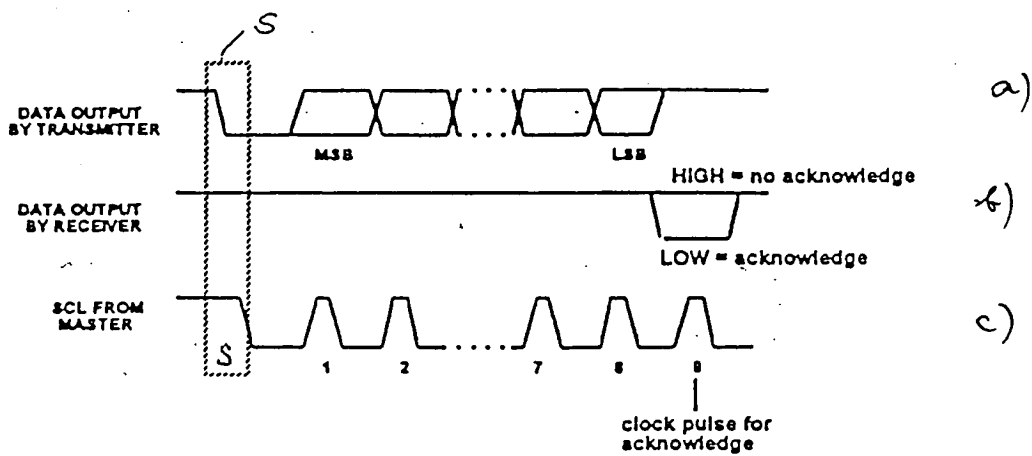 S
a)
DATA OUTPUT
BY TRANSMITTER
MSB
LSB
HIGH = no acknowledge
DATA OUTPUT
BY RECEIVER
b)
LOW = acknowledge
SCL FROM
MASTER
c)
S
1 2 7 8 9
clock pulse for
acknowledge